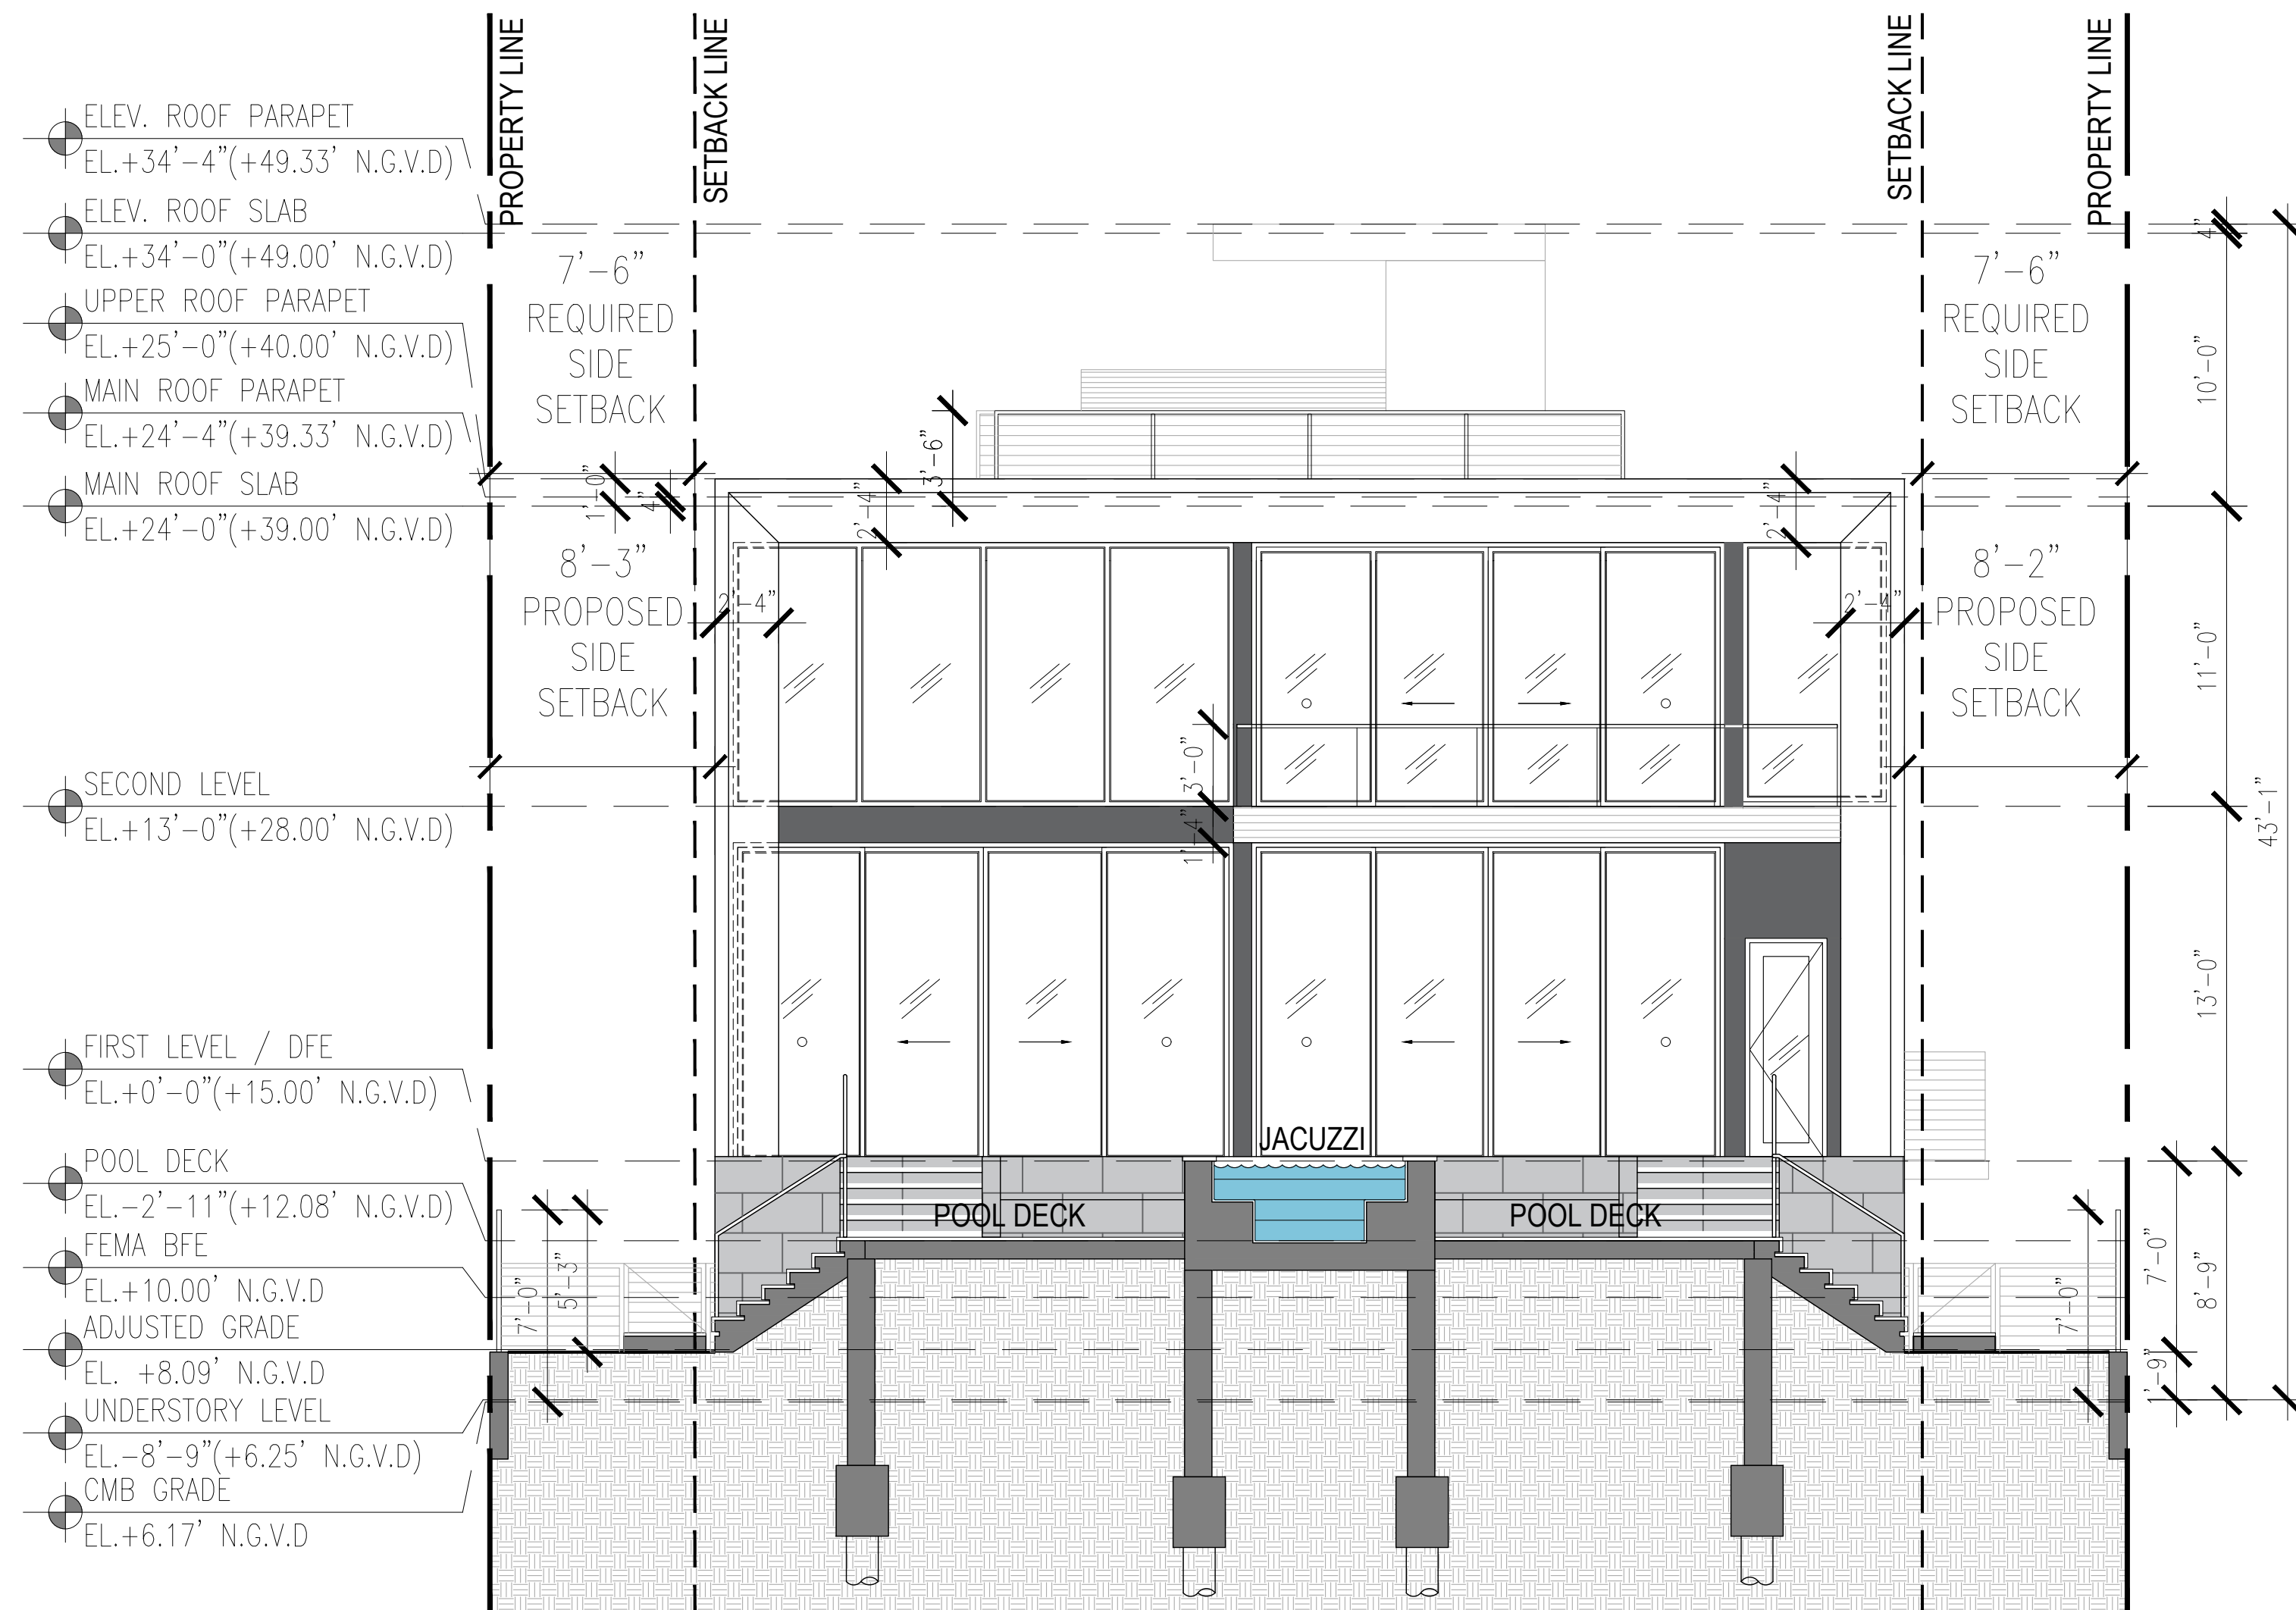 PROPERTY LINE
SETBACK LINE
SETBACK LINE
PROPERTY LINE
ELEV. ROOF PARAPET
EL.+34'-4"(+49.33' N.G.V.D)
ELEV. ROOF SLAB
EL.+34'-0"(+49.00' N.G.V.D)
UPPER ROOF PARAPET
EL.+25'-0"(+40.00' N.G.V.D)
MAIN ROOF PARAPET
EL.+24'-4"(+39.33' N.G.V.D)
MAIN ROOF SLAB
EL.+24'-0"(+39.00' N.G.V.D)
SECOND LEVEL
EL.+13'-0"(+28.00' N.G.V.D)
FIRST LEVEL / DFE
EL.+0'-0"(+15.00' N.G.V.D)
POOL DECK
EL.-2'-11"(+12.08' N.G.V.D)
FEMA BFE
EL.+10.00' N.G.V.D
ADJUSTED GRADE
EL. +8.09' N.G.V.D
UNDERSTORY LEVEL
EL.-8'-9"(+6.25' N.G.V.D)
CMB GRADE
EL.+6.17' N.G.V.D
7'-6"
REQUIRED
SIDE
SETBACK
8'-3"
PROPOSED
SIDE
SETBACK
1'-0"
4"
2'-4"
3'-6"
2'-4"
2'-4"
2'-4"
3'-0"
1'-4"
7'-6"
REQUIRED
SIDE
SETBACK
8'-2"
PROPOSED
SIDE
SETBACK
JACUZZI
POOL DECK
POOL DECK
7'-0"
5'-3"
7'-0"
4"
10'-0"
11'-0"
13'-0"
43'-1"
7'-0"
8'-9"
1'-9"